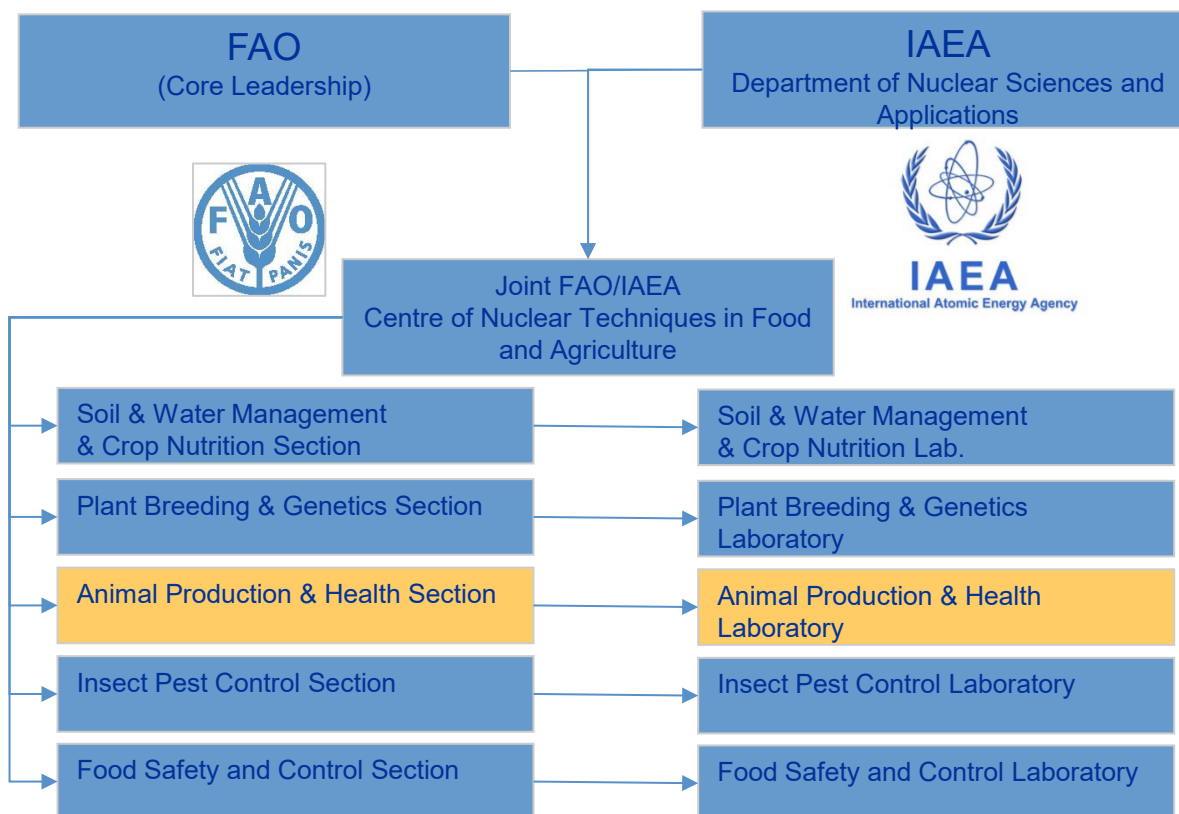 FAO
(Core Leadership)
IAEA
Department of Nuclear Sciences and
Applications
F A O
FIAT PANIS
IAEA
International Atomic Energy Agency
Joint FAO/IAEA
Centre of Nuclear Techniques in Food
and Agriculture
Soil & Water Management
& Crop Nutrition Section
Soil & Water Management
& Crop Nutrition Lab.
Plant Breeding & Genetics Section
Plant Breeding & Genetics
Laboratory
Animal Production & Health Section
Animal Production & Health
Laboratory
Insect Pest Control Section
Insect Pest Control Laboratory
Food Safety and Control Section
Food Safety and Control Laboratory